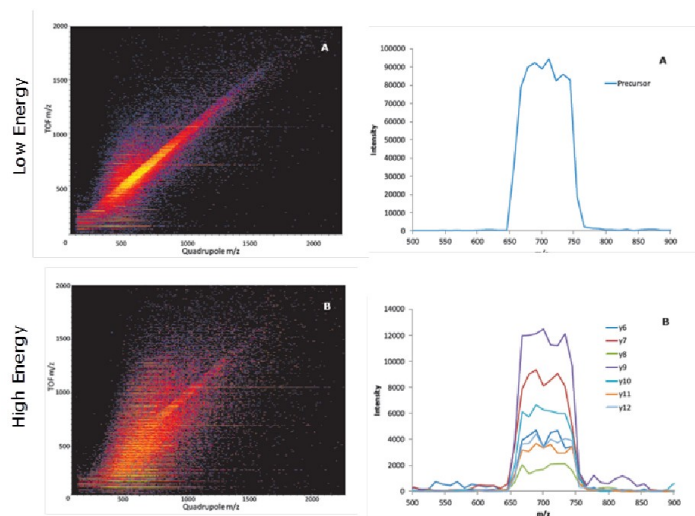 Low Energy
A
TOF m/z
2000
1500
1000
500
0
500
1000
1500
2000
Quadrupole m/z
A
Intensity
100000
90000
80000
70000
60000
50000
40000
30000
20000
10000
0
Precursor
500 550 600 650 700 750 800 850 900
High Energy
B
TOF m/z
2000
1500
1000
500
0
500
1000
1500
2000
Quadrupole m/z
B
Intensity
14000
12000
10000
8000
6000
4000
2000
0
y6
y7
y8
y9
y10
y11
y12
500 550 600 650 700 750 800 850 900
m/z